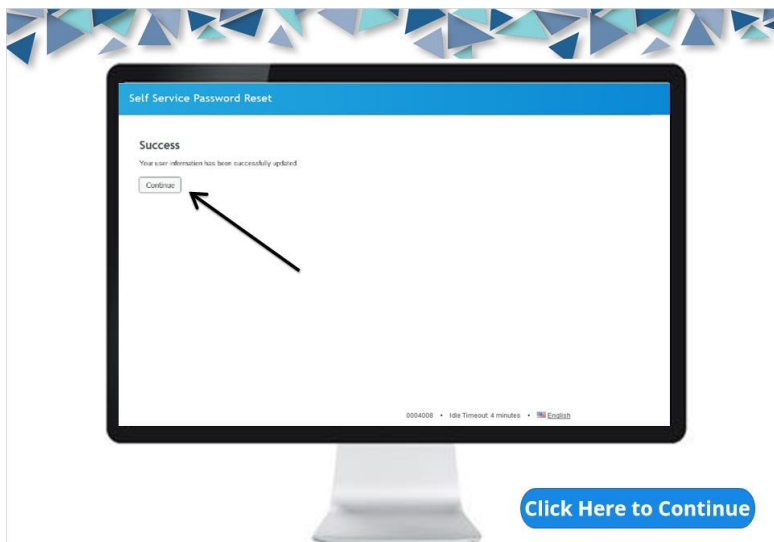 Self Service Password Reset
Success
Your user information has been successfully updated
Continue
0004008 • Idle Timeout: 4 minutes • English
Click Here to Continue